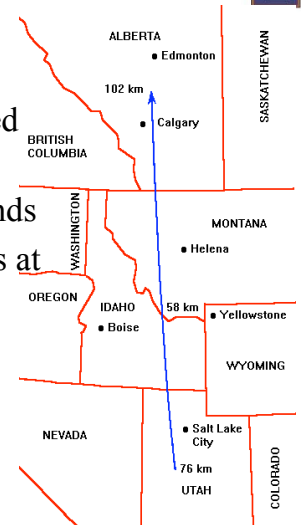 ALBERTA
Edmonton
SASKATCHEWAN
102 km
ed
Calgary
BRITISH
COLUMBIA
WASHINGTON
nds
MONTANA
s at
Helena
OREGON
IDAHO
58 km
Yellowstone
Boise
WYOMING
NEVADA
Salt Lake
City
76 km
UTAH
COLORADO